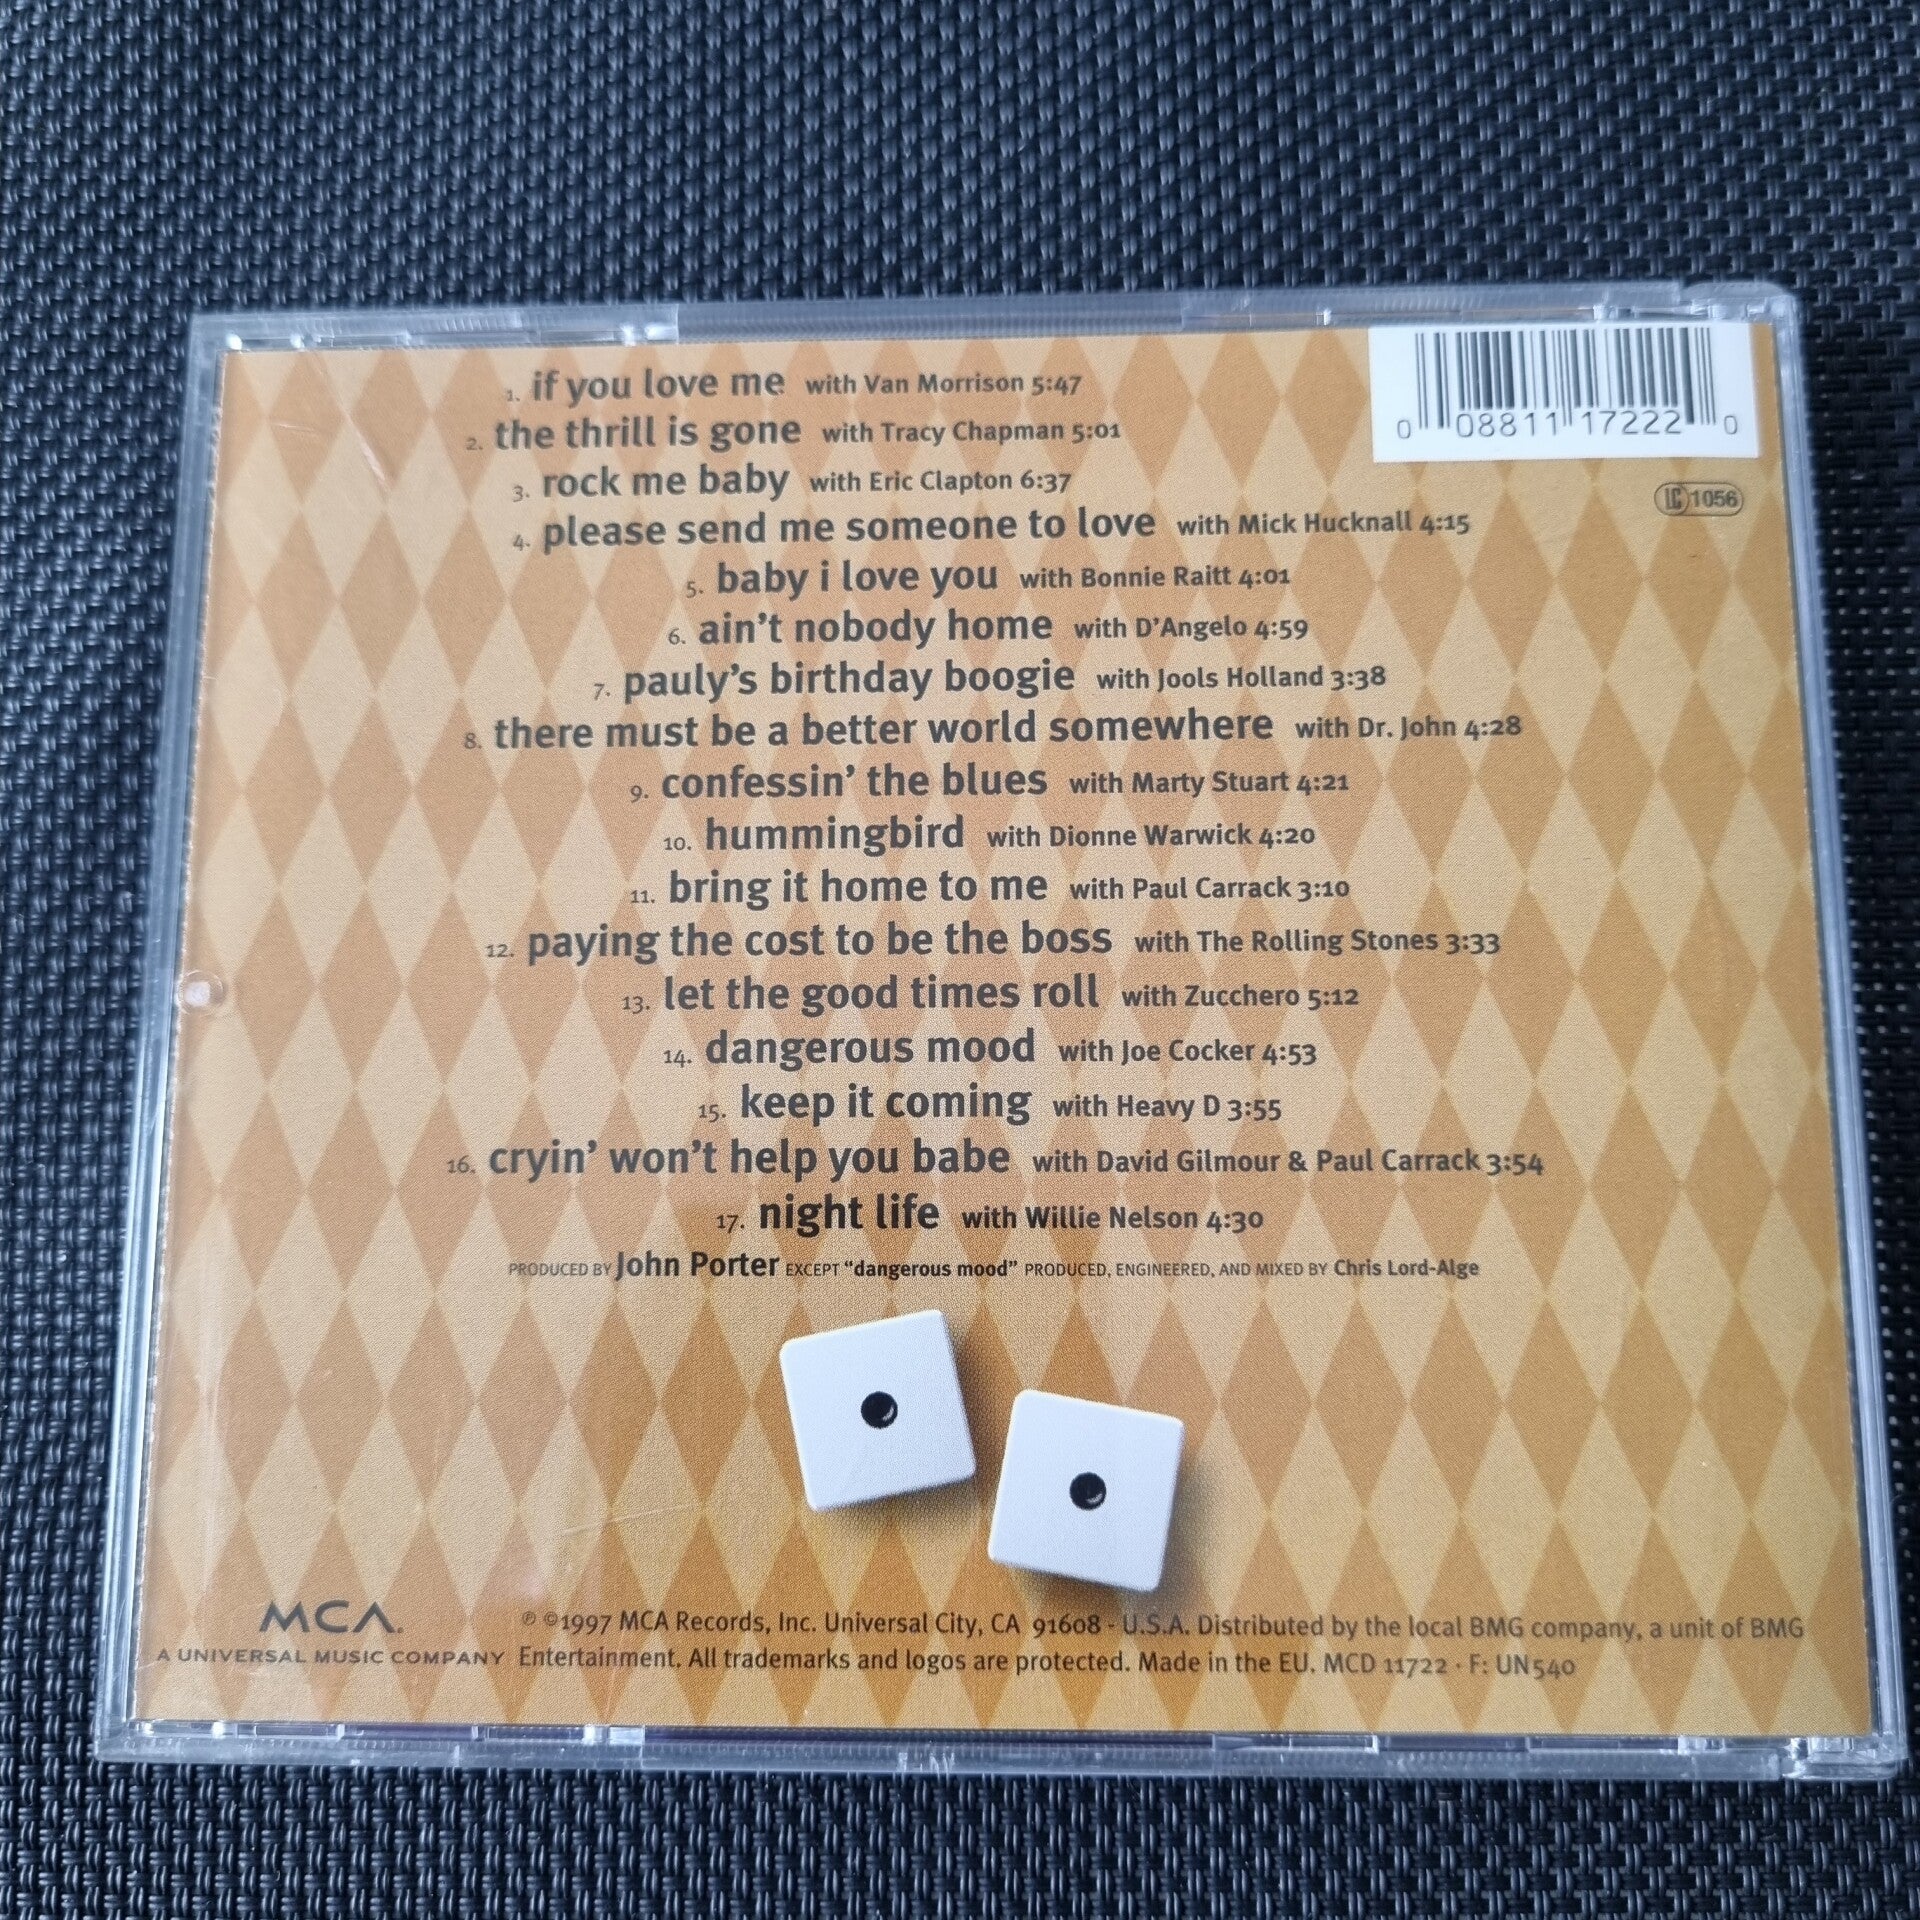 1. if you love me with Van Morrison 5:47
2. the thrill is gone with Tracy Chapman 5:01
3. rock me baby with Eric Clapton 6:37
4. please send me someone to love with Mick Hucknall 4:15
5. baby i love you with Bonnie Raitt 4:01
6. ain't nobody home with D'Angelo 4:59
7. pauly's birthday boogie with Jools Holland 3:38
8. there must be a better world somewhere with Dr. John 4:28
9. confessin' the blues with Marty Stuart 4:21
10. hummingbird with Dionne Warwick 4:20
11. bring it home to me with Paul Carrack 3:10
12. paying the cost to be the boss with The Rolling Stones 3:33
13. let the good times roll with Zucchero 5:12
14. dangerous mood with Joe Cocker 4:53
15. keep it coming with Heavy D 3:55
16. cryin' won't help you babe with David Gilmour & Paul Carrack 3:54
17. night life with Willie Nelson 4:30
PRODUCED BY John Porter EXCEPT "dangerous mood" PRODUCED, ENGINEERED, AND MIXED BY Chris Lord-Alge
0 08811 17222 0
LC 1056
MCA.
A UNIVERSAL MUSIC COMPANY
℗ ©1997 MCA Records, Inc. Universal City, CA 91608 - U.S.A. Distributed by the local BMG company, a unit of BMG
Entertainment. All trademarks and logos are protected. Made in the EU. MCD 11722 · F: UN 540